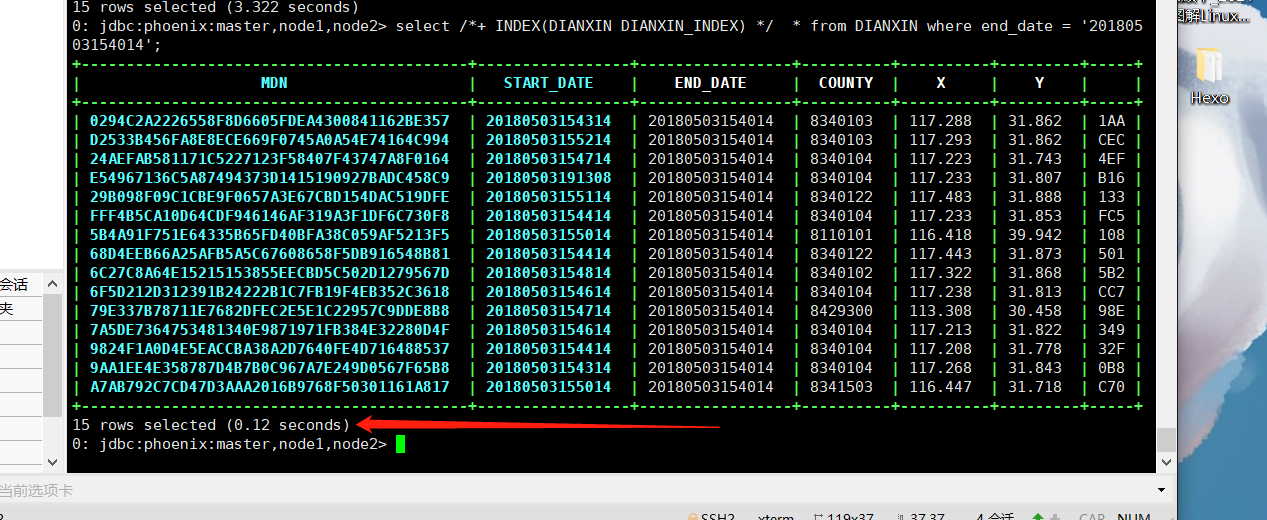 15 rows selected (3.322 seconds)
0: jdbc:phoenix:master,node1,node2> select /*+ INDEX(DIANXIN DIANXIN_INDEX) */  * from DIANXIN where end_date = '201805
03154014';
| MDN | START_DATE | END_DATE | COUNTY | X | Y | |
| 0294C2A2226558F8D6605FDEA4300841162BE357 | 20180503154314 | 20180503154014 | 8340103 | 117.288 | 31.862 | 1AA
| D2533B456FA8E8ECE669F0745A0A54E74164C994 | 20180503155214 | 20180503154014 | 8340103 | 117.293 | 31.862 | CEC |
| 24AEFAB581171C5227123F58407F43747A8F0164 | 20180503154714 | 20180503154014 | 8340104 | 117.223 | 31.743 | 4EF |
| E54967136C5A87494373D1415190927BADC458C9 | 20180503191308 | 20180503154014 | 8340104 | 117.233 | 31.807 | B16 |
| 29B098F09C1CBE9F0657A3E67CBD154DAC519DFE | 20180503155114 | 20180503154014 | 8340122 | 117.483 | 31.888 | 133 |
| FFF4B5CA10D64CDF946146AF319A3F1DF6C730F8 | 20180503154414 | 20180503154014 | 8340104 | 117.233 | 31.853 | FC5 |
| 5B4A91F751E64335B65FD40BFA38C059AF5213F5 | 20180503155014 | 20180503154014 | 8110101 | 116.418 | 39.942 | 108 |
| 68D4EEB66A25AFB5A5C67608658F5DB916548B81 | 20180503154414 | 20180503154014 | 8340122 | 117.443 | 31.873 | 501 |
| 6C27C8A64E15215153855EECBD5C502D1279567D | 20180503154814 | 20180503154014 | 8340102 | 117.322 | 31.868 | 5B2 |
| 6F5D212D312391B24222B1C7FB19F4EB352C3618 | 20180503154614 | 20180503154014 | 8340104 | 117.238 | 31.813 | CC7 |
| 79E337B78711E7682DFEC2E5E1C22957C9DDE8B8 | 20180503154714 | 20180503154014 | 8429300 | 113.308 | 30.458 | 98E |
| 7A5DE7364753481340E9871971FB384E32280D4F | 20180503154614 | 20180503154014 | 8340104 | 117.213 | 31.822 | 349 |
| 9824F1A0D4E5EACCBA38A2D7640FE4D716488537 | 20180503154414 | 20180503154014 | 8340104 | 117.208 | 31.778 | 32F |
| 9AA1EE4E358787D4B7B0C967A7E249D0567F65B8 | 20180503154314 | 20180503154014 | 8340104 | 117.268 | 31.843 | 0B8 |
| A7AB792C7CD47D3AAA2016B9768F50301161A817 | 20180503155014 | 20180503154014 | 8341503 | 116.447 | 31.718 | C70 |
15 rows selected (0.12 seconds)
0: jdbc:phoenix:master,node1,node2>
会话
夹
当前选项卡
SSH2 xterm 119x37 37,37 4 会话 CAP NUM
图解Linux...
Hexo